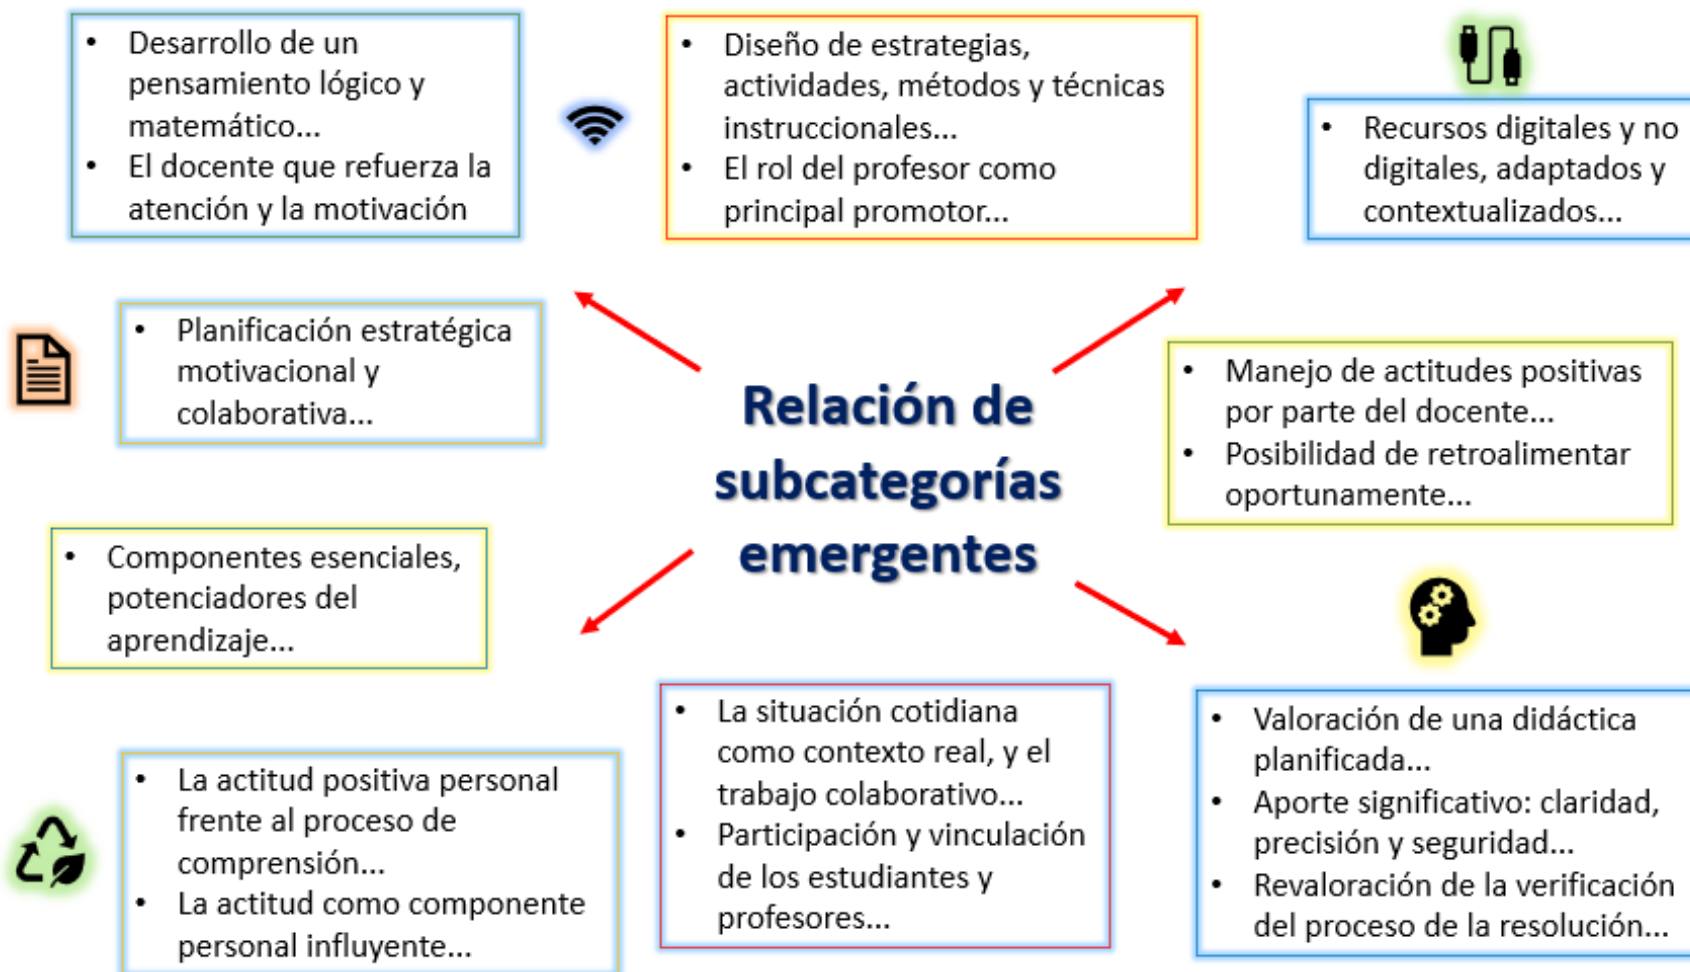 • Desarrollo de un
pensamiento lógico y
matemático...
• El docente que refuerza la
atención y la motivación
• Diseño de estrategias,
actividades, métodos y técnicas
instruccionales...
• El rol del profesor como
principal promotor...
• Recursos digitales y no
digitales, adaptados y
contextualizados...
• Planificación estratégica
motivacional y
colaborativa...
Relación de
subcategorías
emergentes
• Manejo de actitudes positivas
por parte del docente...
• Posibilidad de retroalimentar
oportunamente...
• Componentes esenciales,
potenciadores del
aprendizaje...
• La actitud positiva personal
frente al proceso de
comprensión...
• La actitud como componente
personal influyente...
• La situación cotidiana
como contexto real, y el
trabajo colaborativo...
• Participación y vinculación
de los estudiantes y
profesores...
• Valoración de una didáctica
planificada...
• Aporte significativo: claridad,
precisión y seguridad...
• Revaloración de la verificación
del proceso de la resolución...